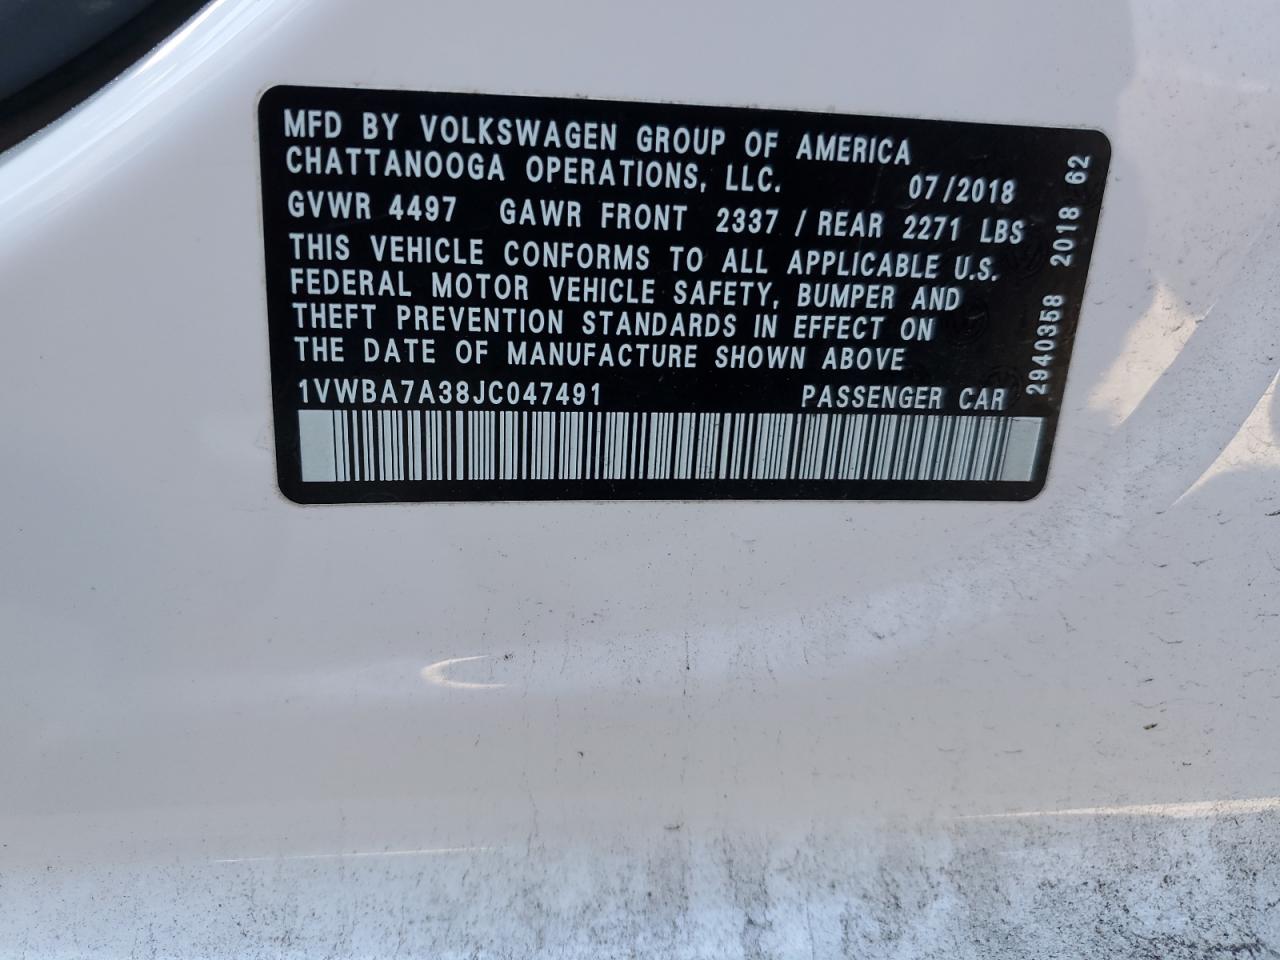 MFD BY VOLKSWAGEN GROUP OF AMERICA
CHATTANOOGA OPERATIONS, LLC. 07/2018
GVWR 4497 GAWR FRONT 2337 / REAR 2271 LBS
THIS VEHICLE CONFORMS TO ALL APPLICABLE U.S.
FEDERAL MOTOR VEHICLE SAFETY, BUMPER AND
THEFT PREVENTION STANDARDS IN EFFECT ON
THE DATE OF MANUFACTURE SHOWN ABOVE
1VWBA7A38JC047491 PASSENGER CAR
2940358 2018 62